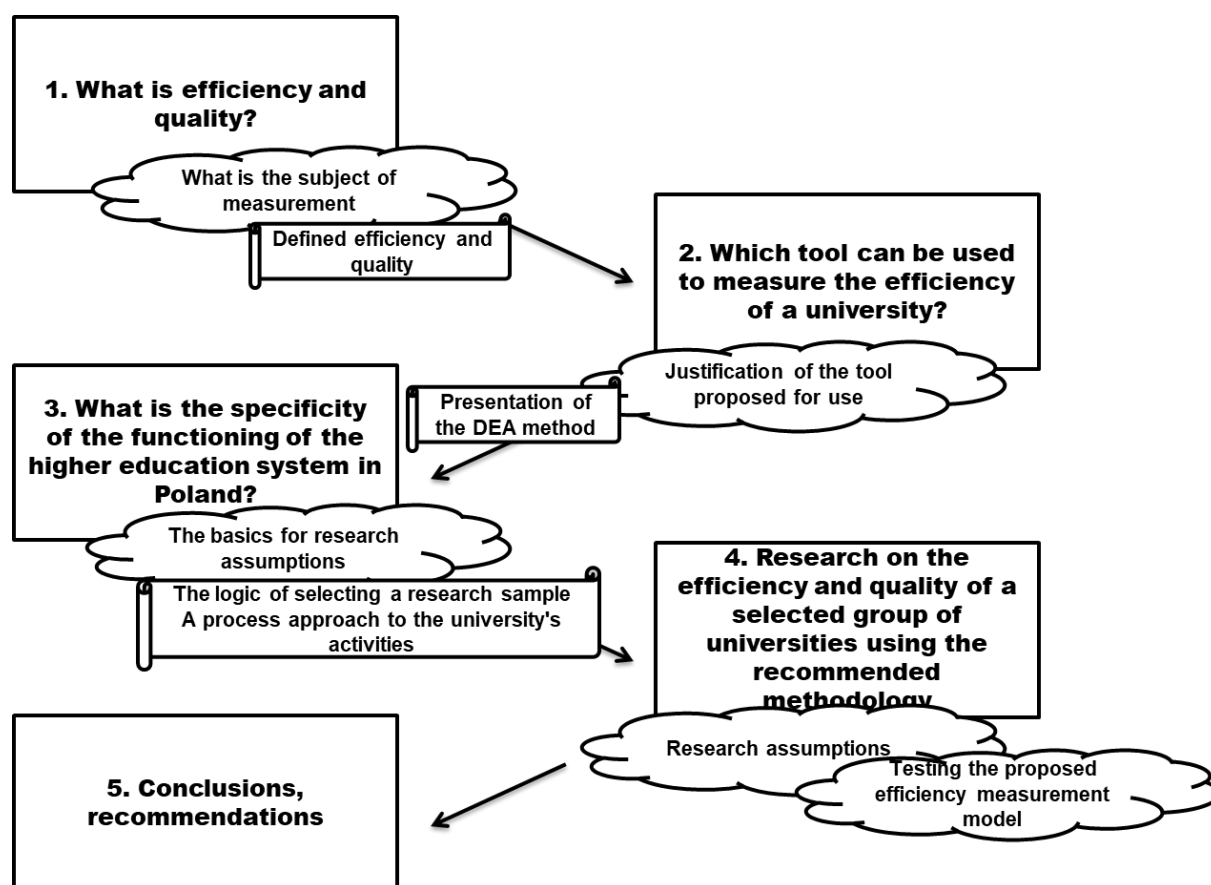 1. What is efficiency and
quality?
What is the subject of
measurement
Defined efficiency and
quality
2. Which tool can be used
to measure the efficiency
of a university?
Justification of the tool
proposed for use
Presentation of
the DEA method
3. What is the specificity
of the functioning of the
higher education system in
Poland?
The basics for research
assumptions
The logic of selecting a research sample
A process approach to the university's
activities
4. Research on the
efficiency and quality of a
selected group of
universities using the
recommended
methodology
Research assumptions
Testing the proposed
efficiency measurement
model
5. Conclusions,
recommendations